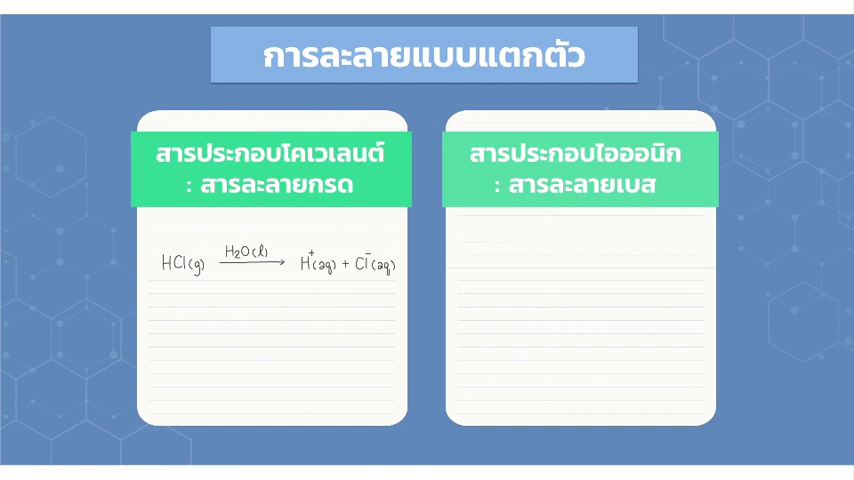 การละลายแบบแตกตัว
สารประกอบโคเวเลนต์
: สารละลายกรด
HCl(g) H₂O(l) → H⁺(aq) + Cl⁻(aq)
สารประกอบไอออนิก
: สารละลายเบส